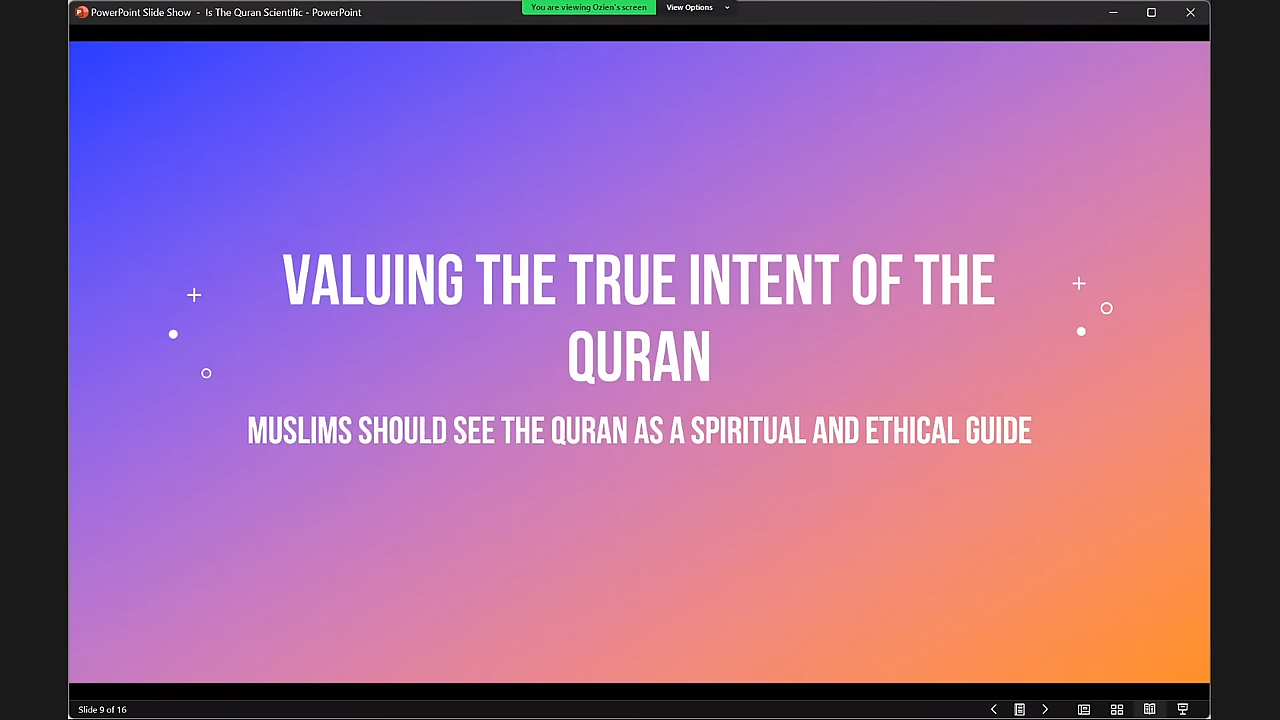 PowerPoint Slide Show - Is The Quran Scientific - PowerPoint
You are viewing Ozien's screen
View Options
VALUING THE TRUE INTENT OF THE
QURAN
MUSLIMS SHOULD SEE THE QURAN AS A SPIRITUAL AND ETHICAL GUIDE
Slide 9 of 16